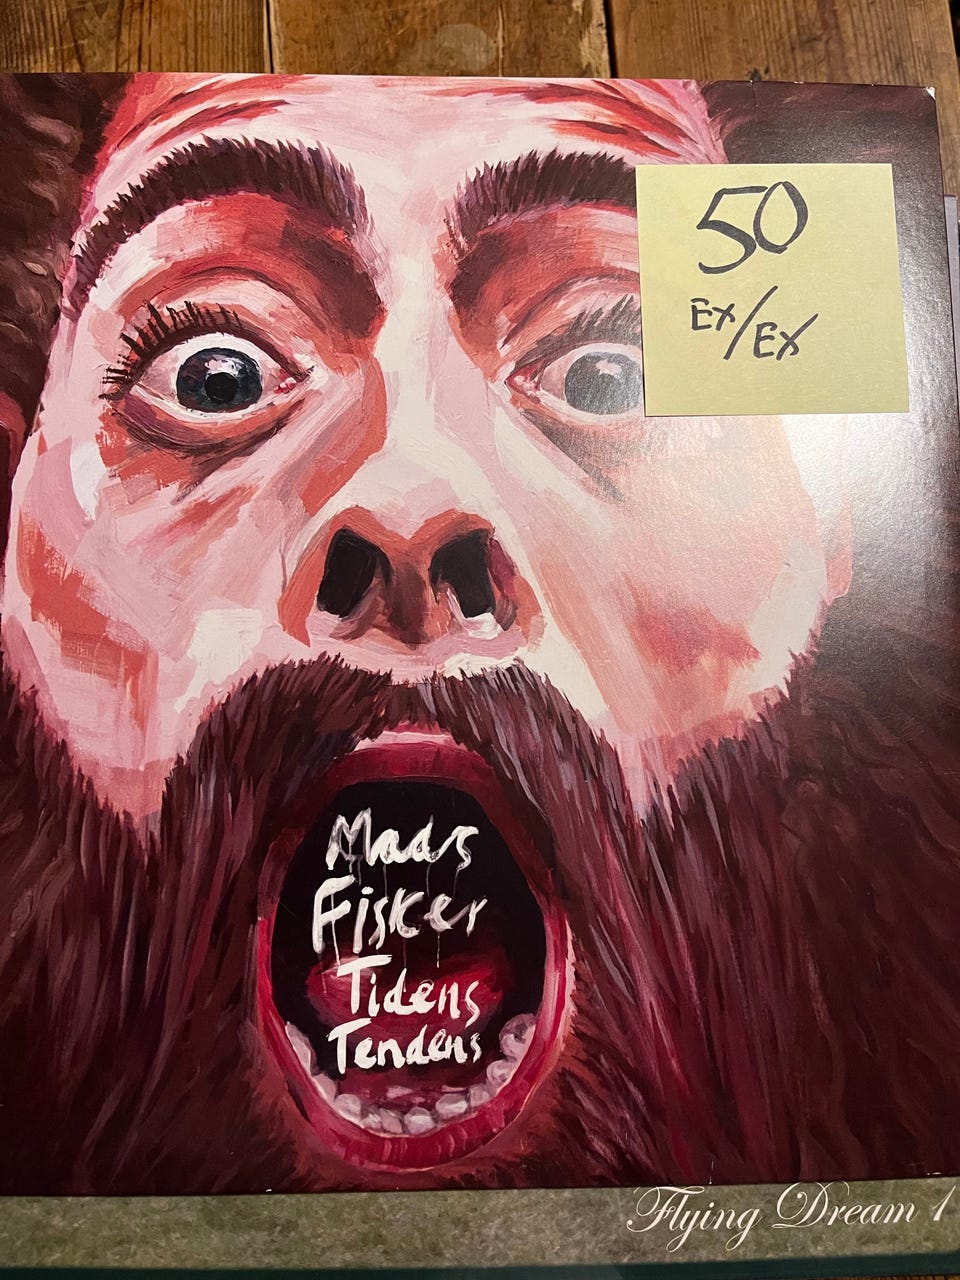 50
EX/EX
Mads
Fisker
Tidens
Tendens
Flying Dream 1